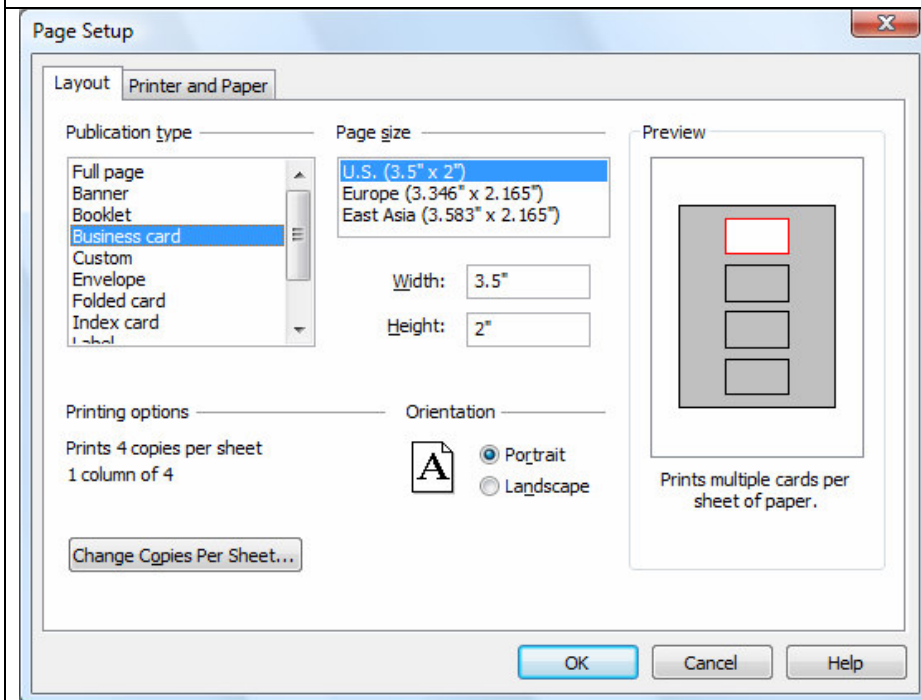 Page Setup
Layout
Printer and Paper
Publication type
Full page
Banner
Booklet
Business card
Custom
Envelope
Folded card
Index card
Label
Page size
U.S. (3.5" x 2")
Europe (3.346" x 2.165")
East Asia (3.583" x 2.165")
Width: 3.5"
Height: 2"
Preview
Prints multiple cards per
sheet of paper.
Printing options
Prints 4 copies per sheet
1 column of 4
Change Copies Per Sheet...
Orientation
A
Portrait
Landscape
OK
Cancel
Help